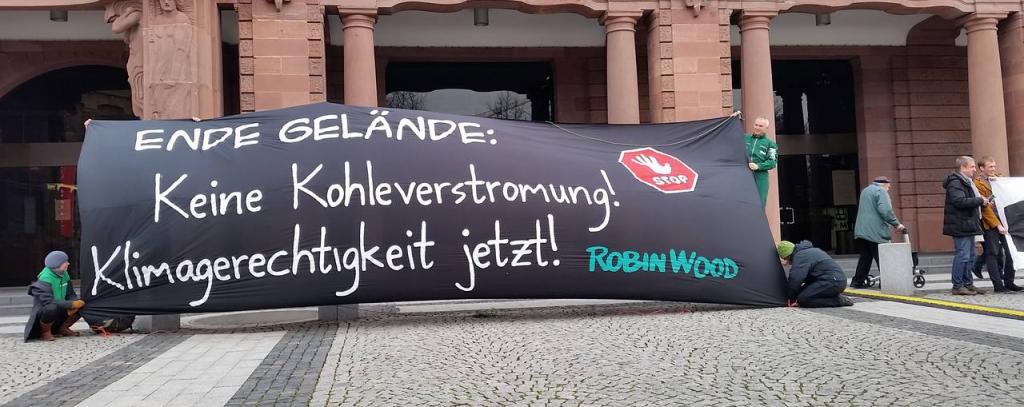 ENDE GELÄNDE:
Keine Kohleverstromung!
STOP
Klimagerechtigkeit jetzt!
ROBIN WOOD